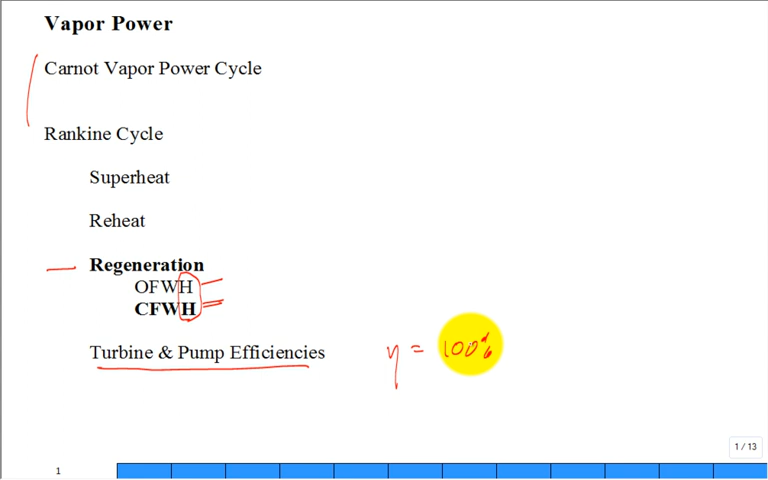 Vapor Power
Carnot Vapor Power Cycle
Rankine Cycle
Superheat
Reheat
Regeneration
OFWH
CFWH
Turbine & Pump Efficiencies η = 100%
1 / 13
1